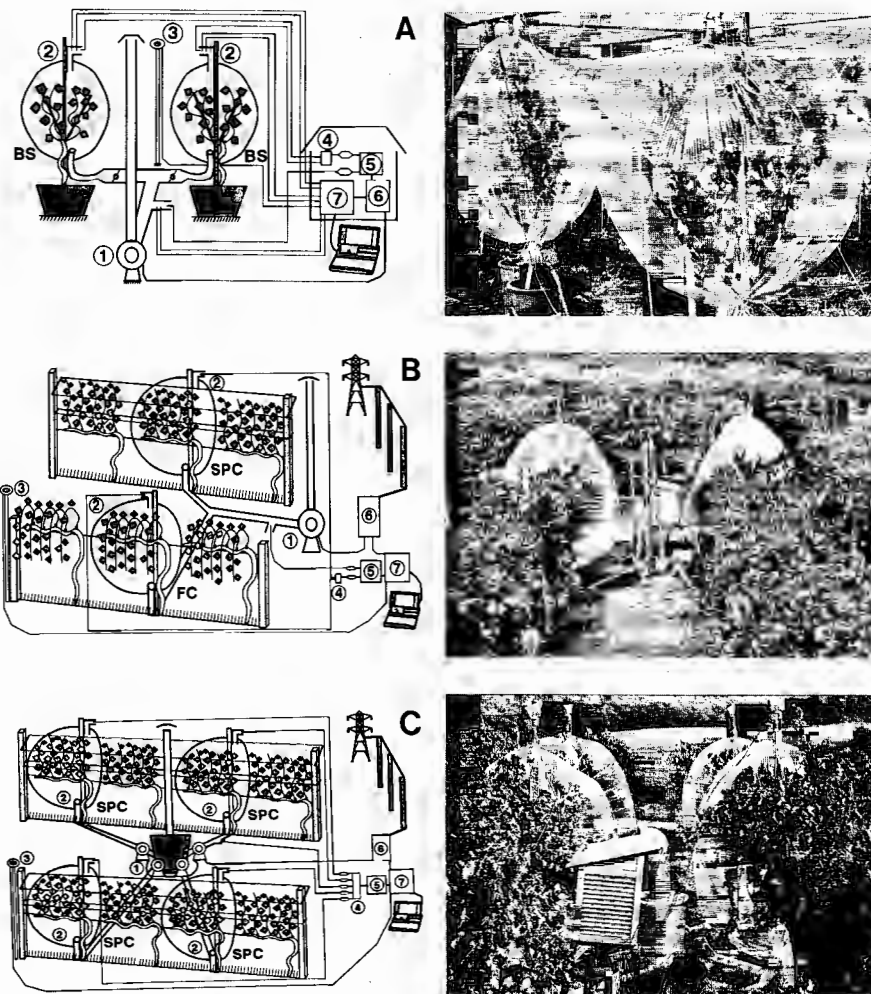 A
③
②
②
BS
BS
④
⑤
⑦
⑥
①
B
②
SPC
③
②
①
⑥
⑤
⑦
④
FC
C
②
SPC
②
SPC
③
①
⑥
⑤
⑦
④
②
SPC
②
SPC